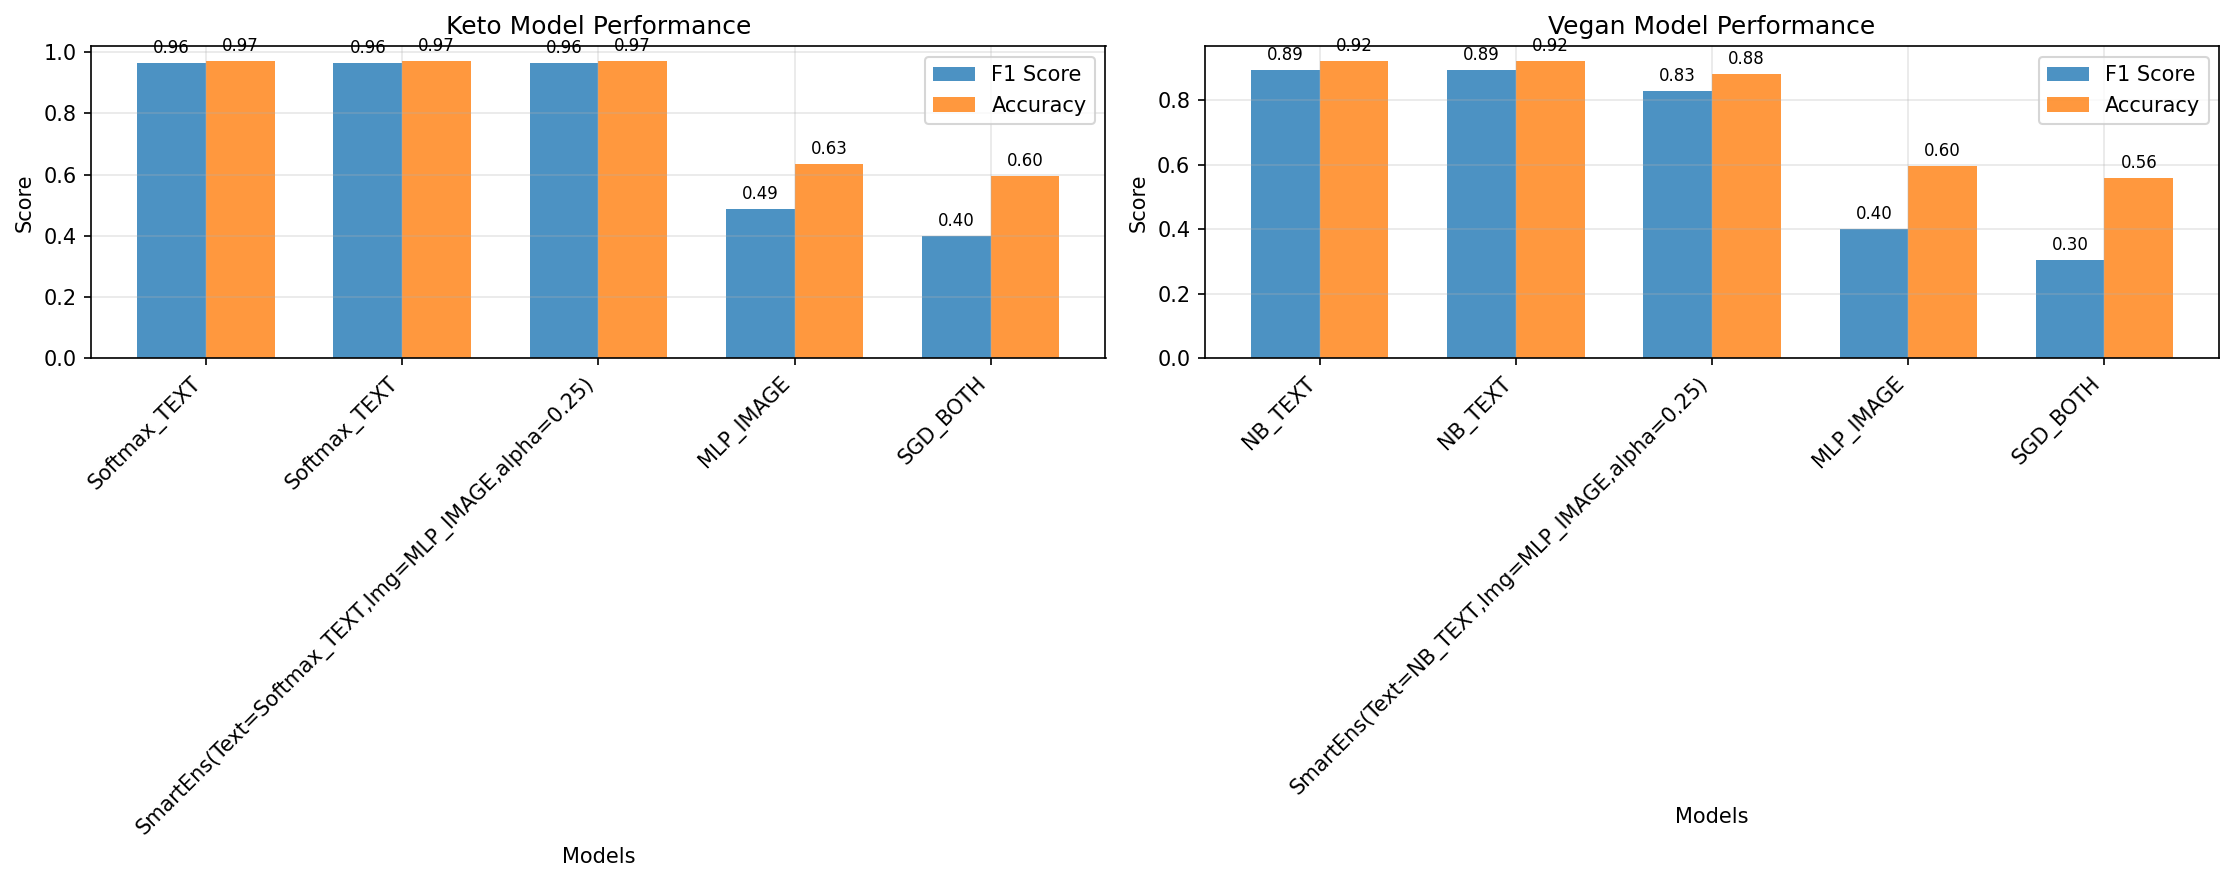 Keto Model Performance
0.96 0.97 0.96 0.97 0.96 0.97
0.49 0.63
0.40 0.60
F1 Score
Accuracy
Score
1.0
0.8
0.6
0.4
0.2
0.0
Softmax_TEXT
Softmax_TEXT
SmartEns(Text=Softmax_TEXT,Img=MLP_IMAGE,alpha=0.25)
MLP_IMAGE
SGD_BOTH
Models
Vegan Model Performance
0.89 0.92 0.89 0.92 0.83 0.88
0.40 0.60
0.30 0.56
F1 Score
Accuracy
Score
0.8
0.6
0.4
0.2
0.0
NB_TEXT
NB_TEXT
SmartEns(Text=NB_TEXT,Img=MLP_IMAGE,alpha=0.25)
MLP_IMAGE
SGD_BOTH
Models